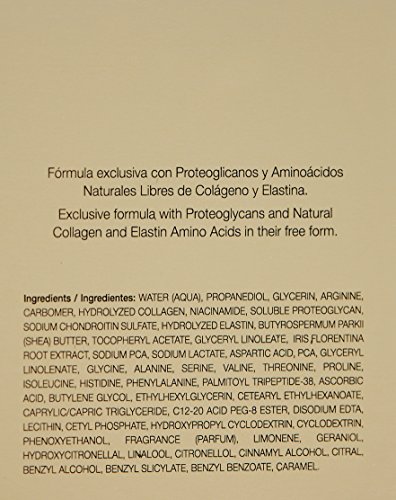 Fórmula exclusiva con Proteoglicanos y Aminoácidos
Naturales Libres de Colágeno y Elastina.
Exclusive formula with Proteoglycans and Natural
Collagen and Elastin Amino Acids in their free form.
Ingredients / Ingredientes: WATER (AQUA), PROPANEDIOL, GLYCERIN, ARGININE,
CARBOMER, HYDROLYZED COLLAGEN, NIACINAMIDE, SOLUBLE PROTEOGLYCAN,
SODIUM CHONDROITIN SULFATE, HYDROLYZED ELASTIN, BUTYROSPERMUM PARKII
(SHEA) BUTTER, TOCOPHERYL ACETATE, GLYCERYL LINOLEATE, IRIS FLORENTINA
ROOT EXTRACT, SODIUM PCA, SODIUM LACTATE, ASPARTIC ACID, PCA, GLYCERYL
LINOLENATE, GLYCINE, ALANINE, SERINE, VALINE, THREONINE, PROLINE,
ISOLEUCINE, HISTIDINE, PHENYLALANINE, PALMITOYL TRIPEPTIDE-38, ASCORBIC
ACID, BUTYLENE GLYCOL, ETHYLHEXYLGLYCERIN, CETEARYL ETHYLHEXANOATE,
CAPRYLIC/CAPRIC TRIGLYCERIDE, C12-20 ACID PEG-8 ESTER, DISODIUM EDTA,
LECITHIN, CETYL PHOSPHATE, HYDROXYPROPYL CYCLODEXTRIN, CYCLODEXTRIN,
PHENOXYETHANOL, FRAGRANCE (PARFUM), LIMONENE, GERANIOL,
HYDROXYCITRONELLAL, LINALOOL, CITRONELLOL, CINNAMYL ALCOHOL, CITRAL,
BENZYL ALCOHOL, BENZYL SLICYLATE, BENZYL BENZOATE, CARAMEL.